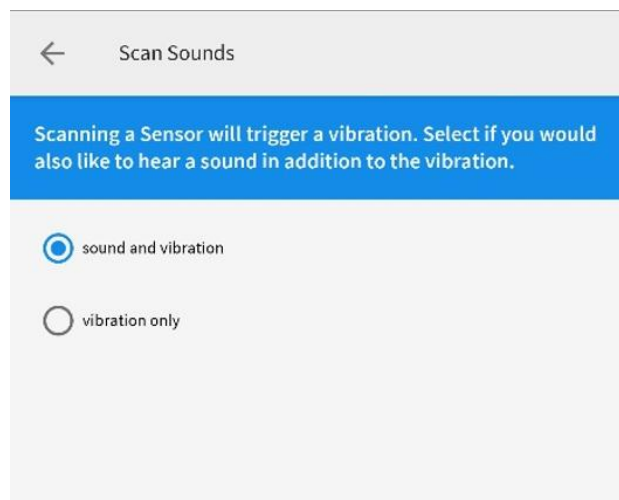 Scan Sounds
Scanning a Sensor will trigger a vibration. Select if you would
also like to hear a sound in addition to the vibration.
sound and vibration
vibration only